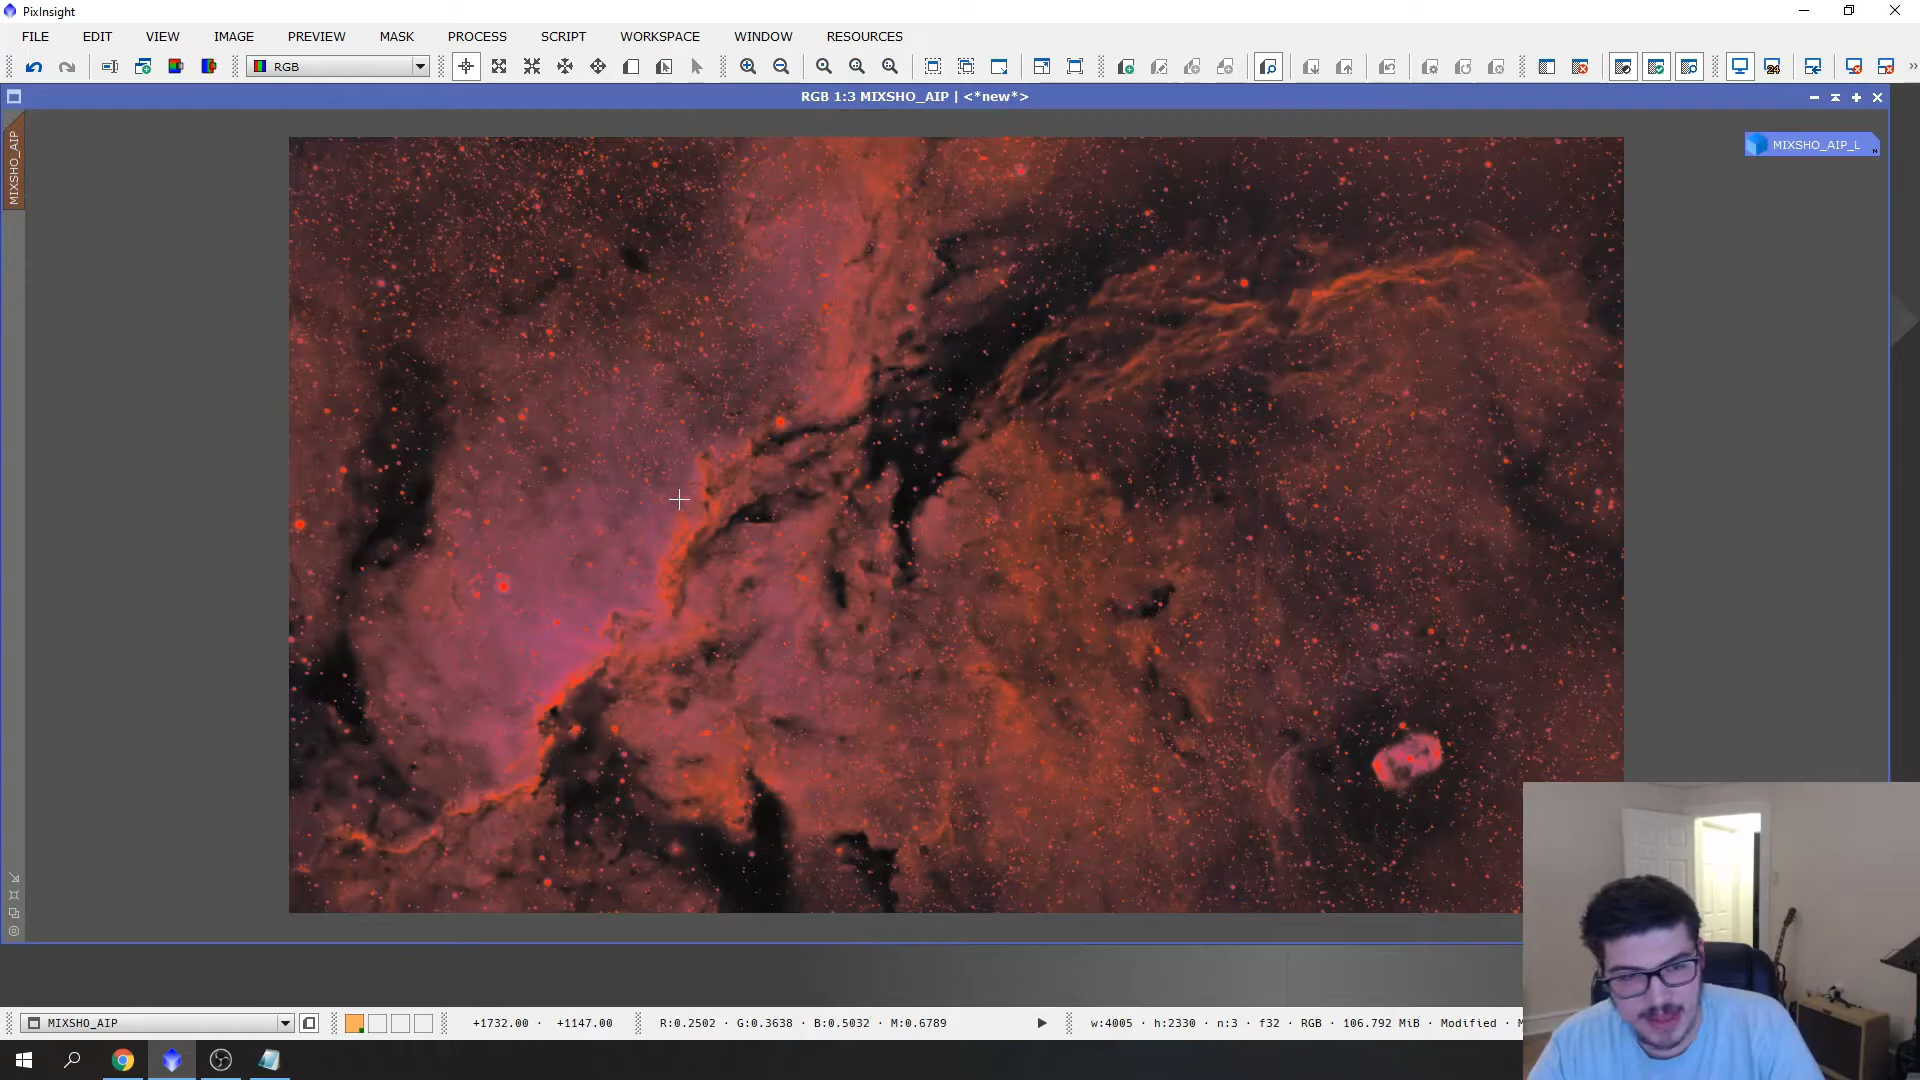 PixInsight
FILE EDIT VIEW IMAGE PREVIEW MASK PROCESS SCRIPT WORKSPACE WINDOW RESOURCES
RGB
RGB 1:3 MIXSHO_AIP | <*new*>
MIXSHO_AIP
MIXSHO_AIP_L
MIXSHO_AIP
+1732.00 · +1147.00
R:0.2502 · G:0.3638 · B:0.5032 · M:0.6789
w:4005 · h:2330 · n:3 · f32 · RGB · 106.792 MiB · Modified ·